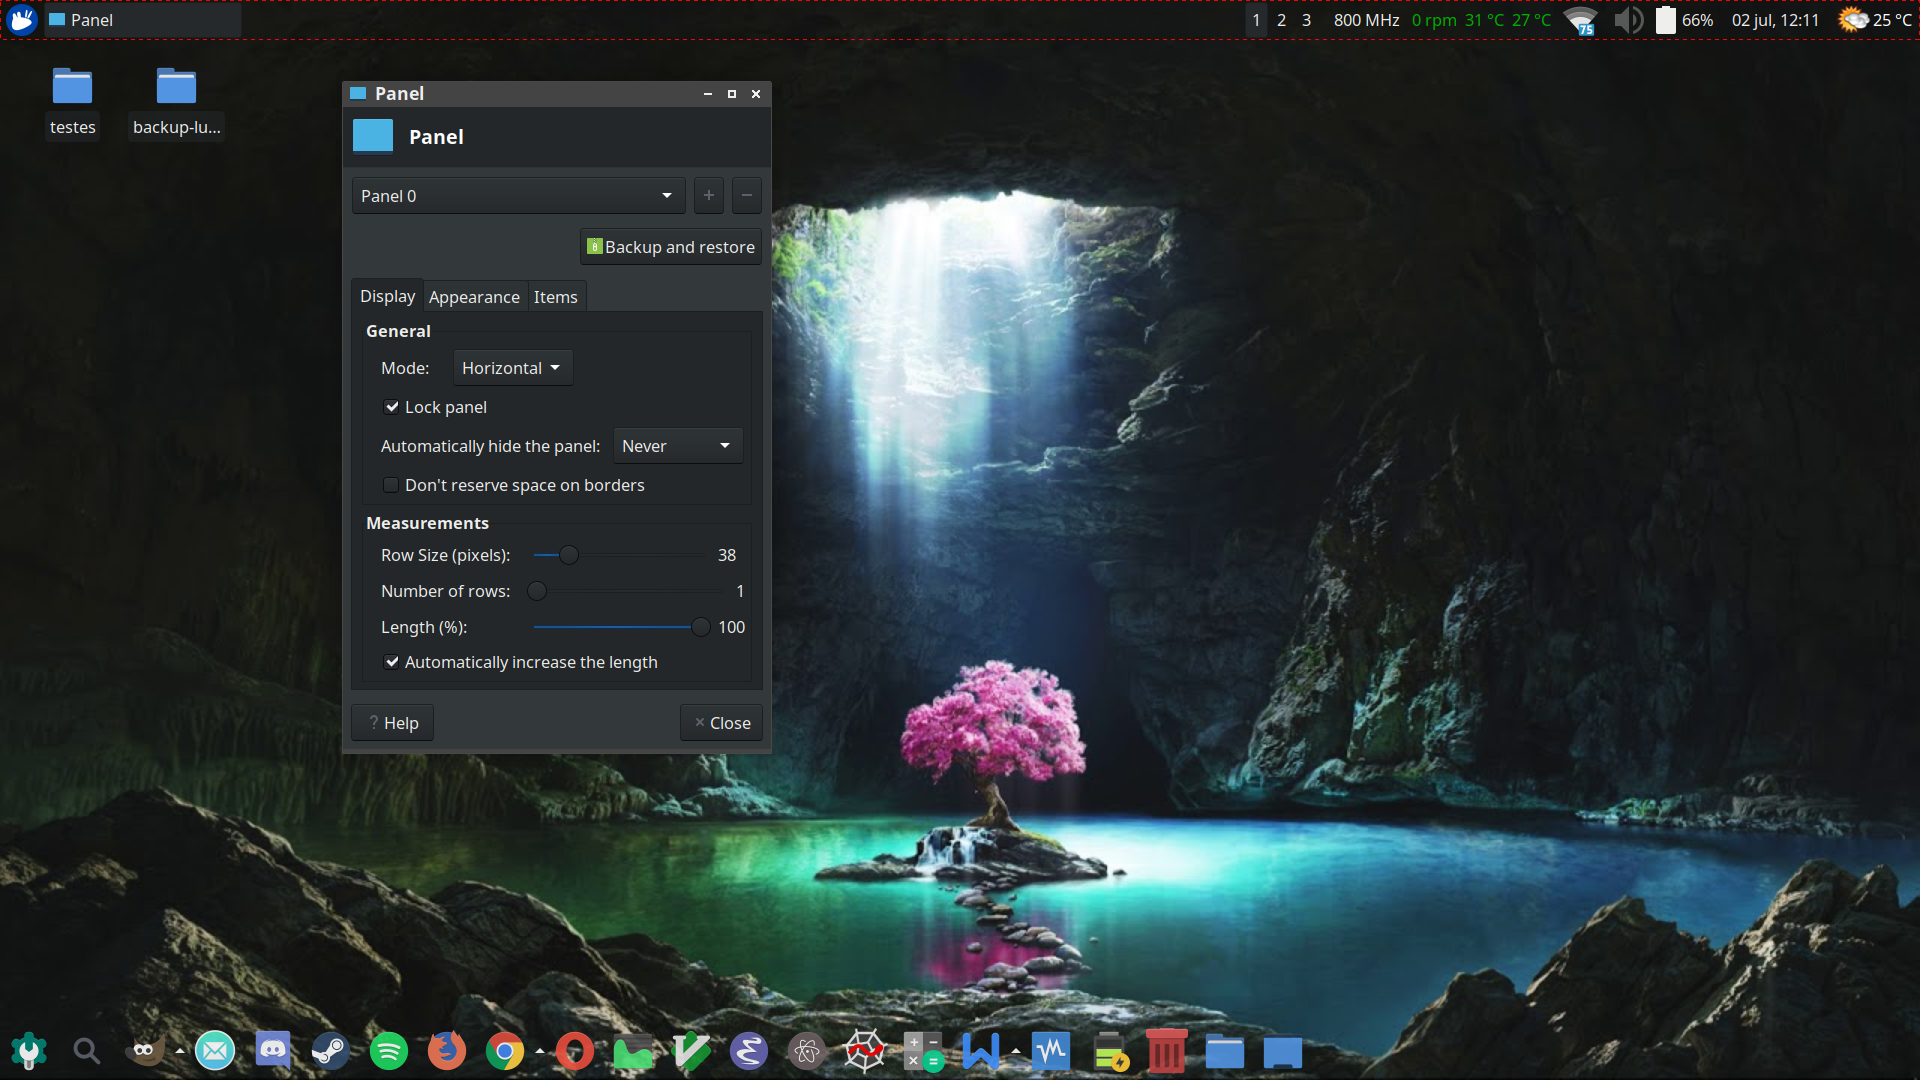 Panel
1 2 3 800 MHz 0 rpm 31 °C 27 °C 75 66% 02 jul, 12:11 25 °C
testes
backup-lu...
Panel
Panel
Panel 0
Backup and restore
Display Appearance Items
General
Mode: Horizontal
Lock panel
Automatically hide the panel: Never
Don't reserve space on borders
Measurements
Row Size (pixels): 38
Number of rows: 1
Length (%): 100
Automatically increase the length
? Help
× Close